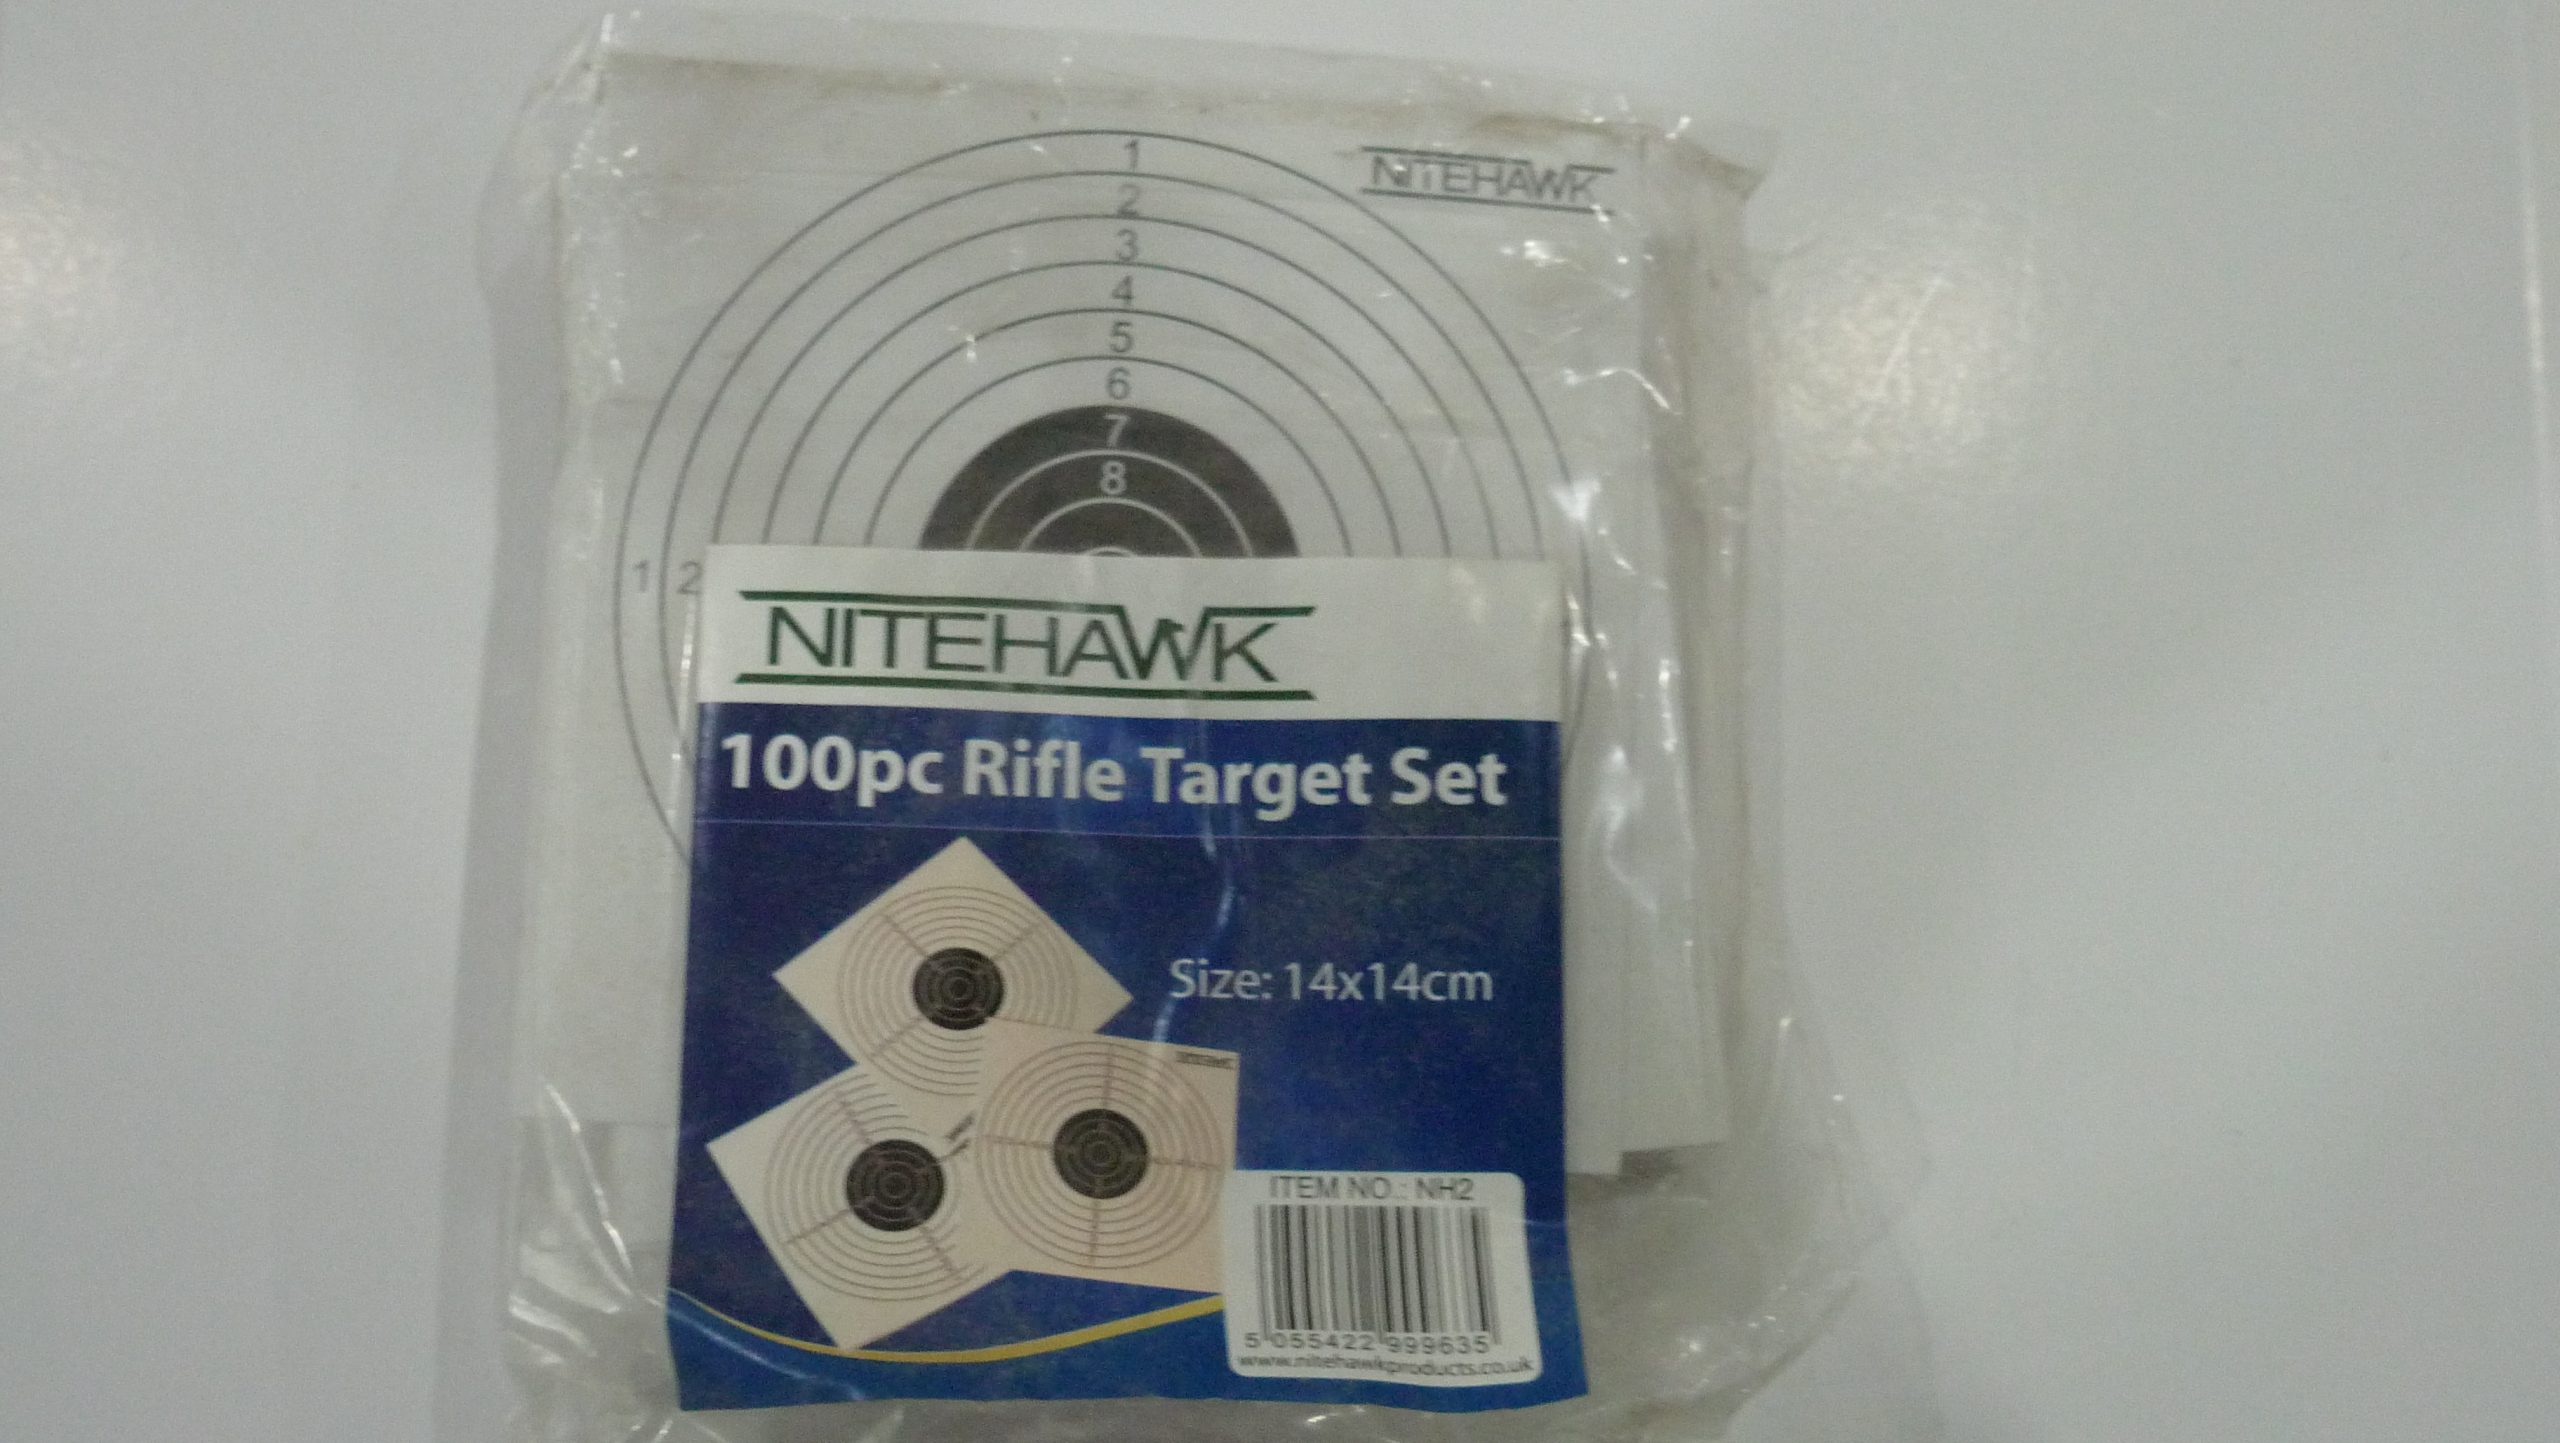 1
NITEHAWK
2
3
4
5
6
7
8
1 2
NITEHAWK
100pc Rifle Target Set
Size: 14x14cm
ITEM NO.: NH2
5 055422 999635
www.nitehawkproducts.co.uk